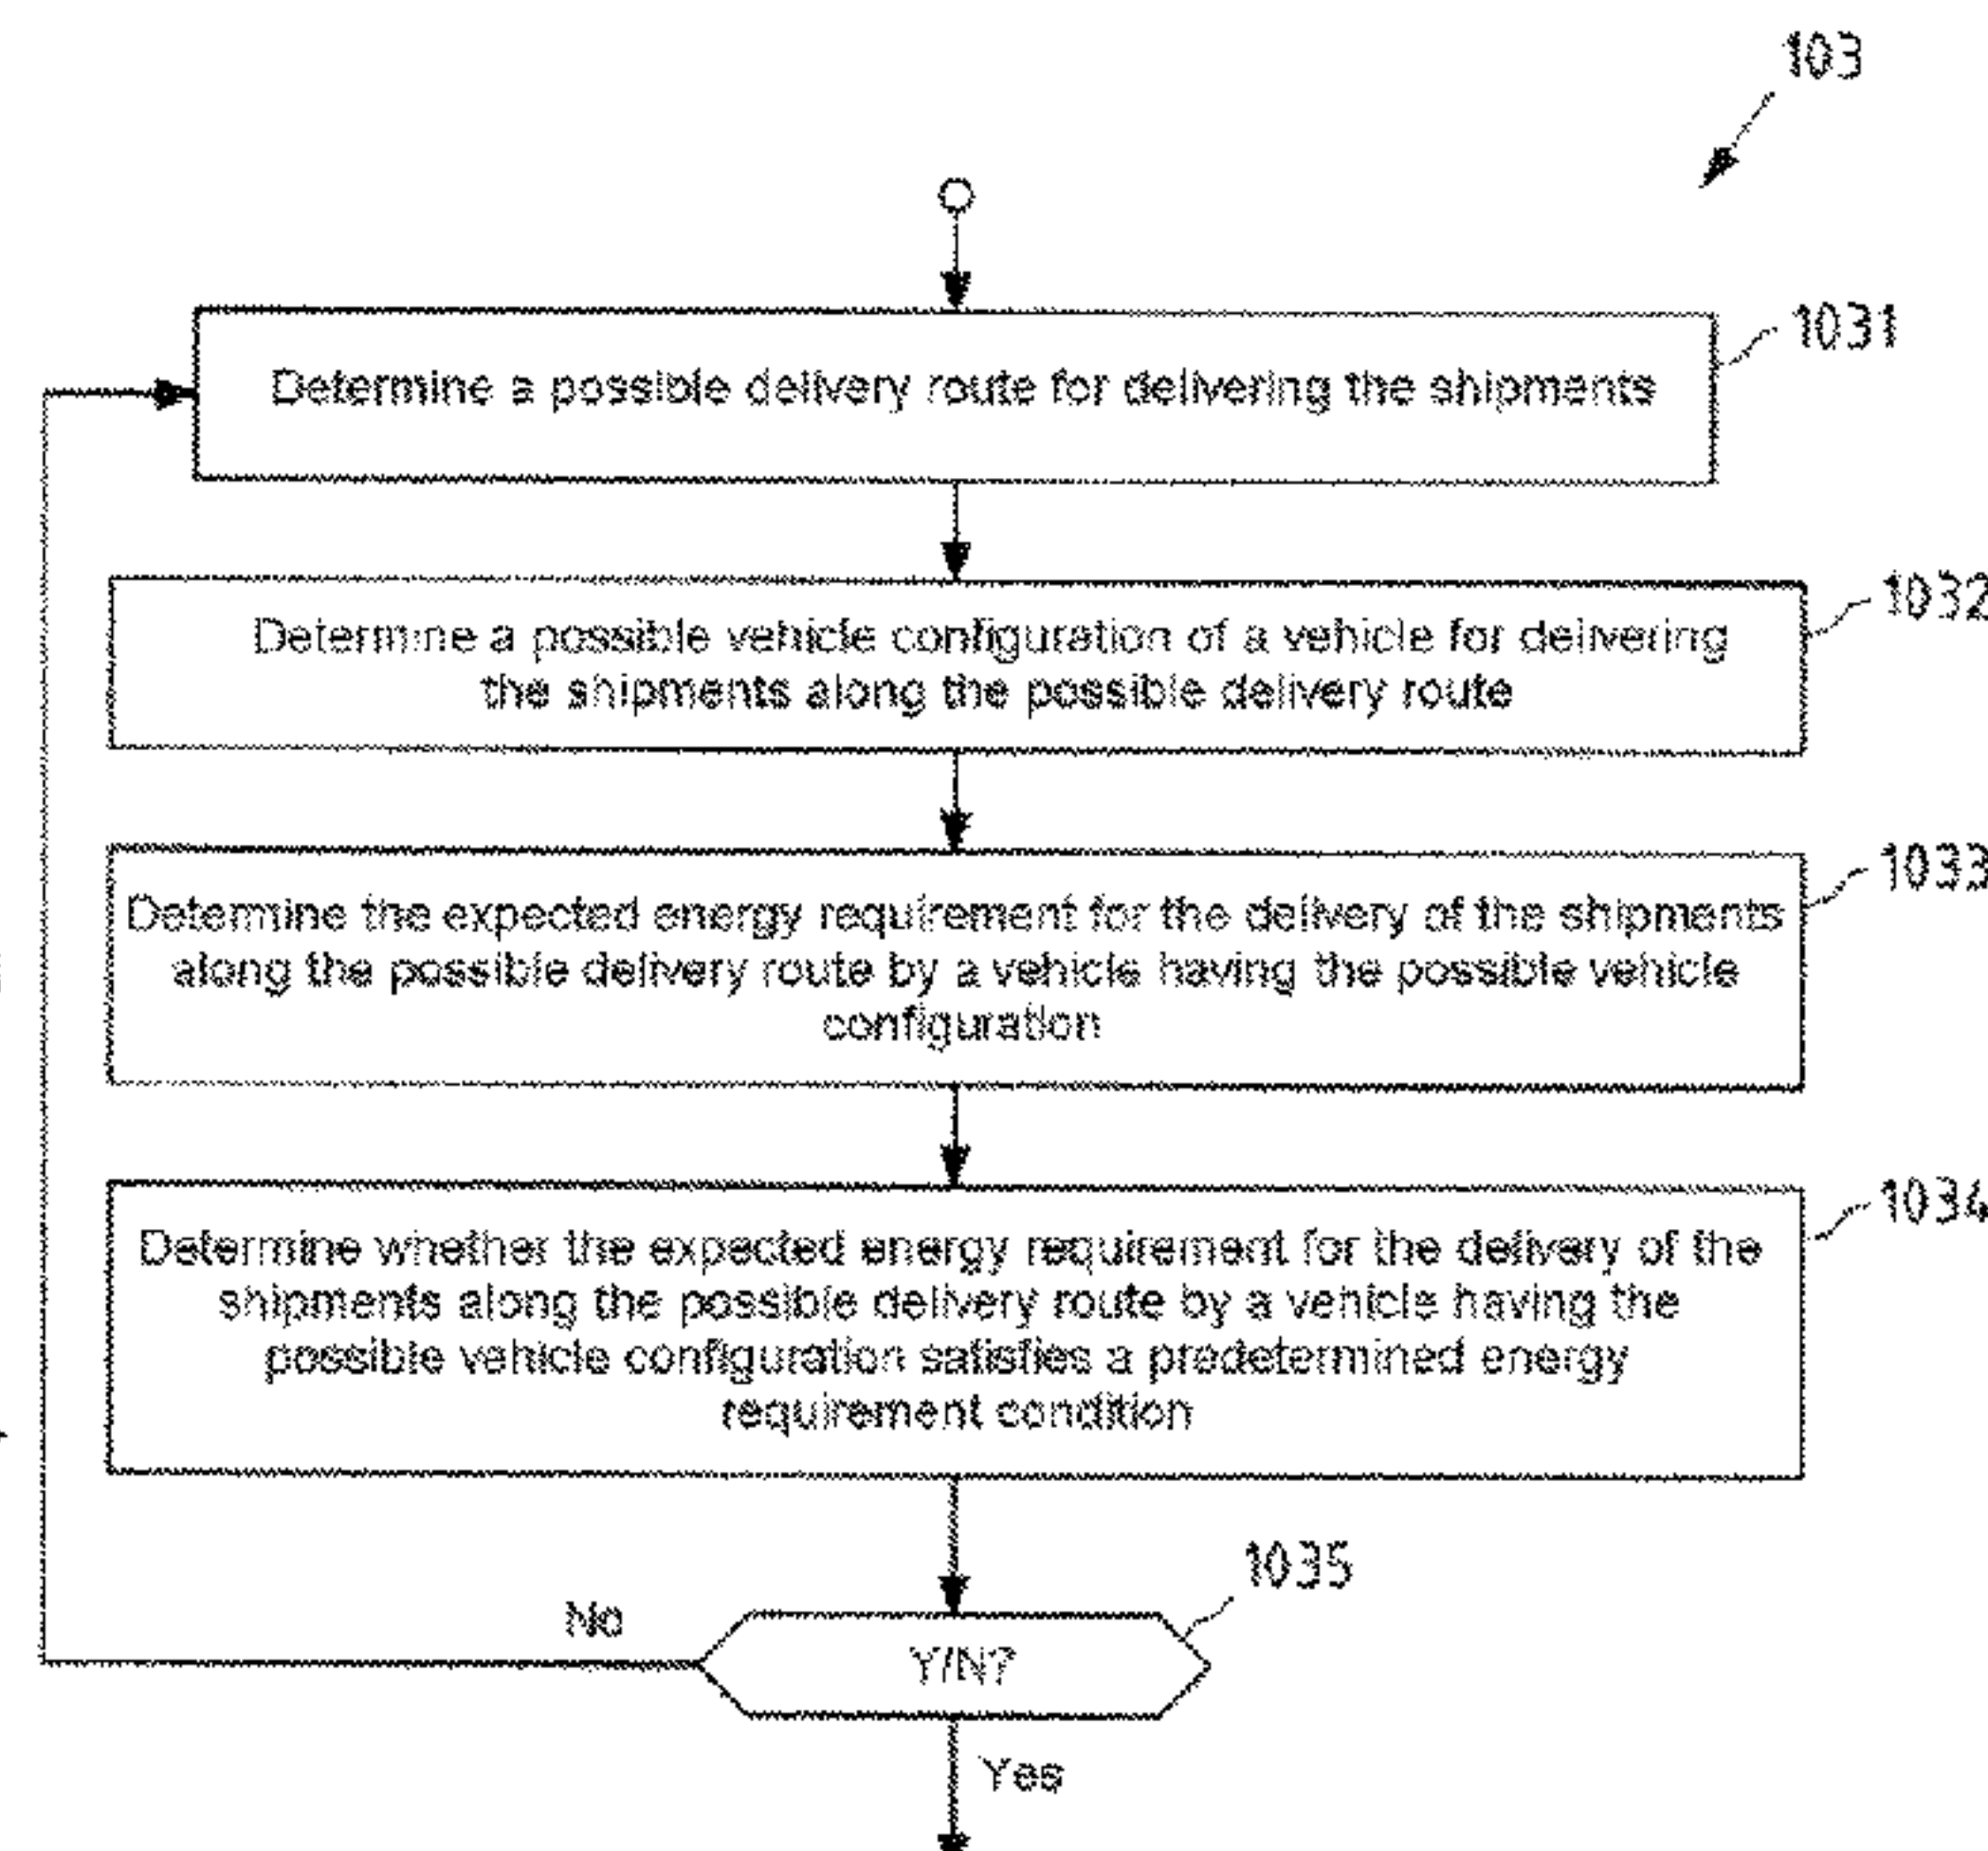 103
1031
Determine a possible delivery route for delivering the shipments
1032
Determine a possible vehicle configuration of a vehicle for delivering
the shipments along the possible delivery route
1033
Determine the expected energy requirement for the delivery of the shipments
along the possible delivery route by a vehicle having the possible vehicle
configuration
1034
Determine whether the expected energy requirement for the delivery of the
shipments along the possible delivery route by a vehicle having the
possible vehicle configuration satisfies a predetermined energy
requirement condition
1035
No
Y/N?
Yes